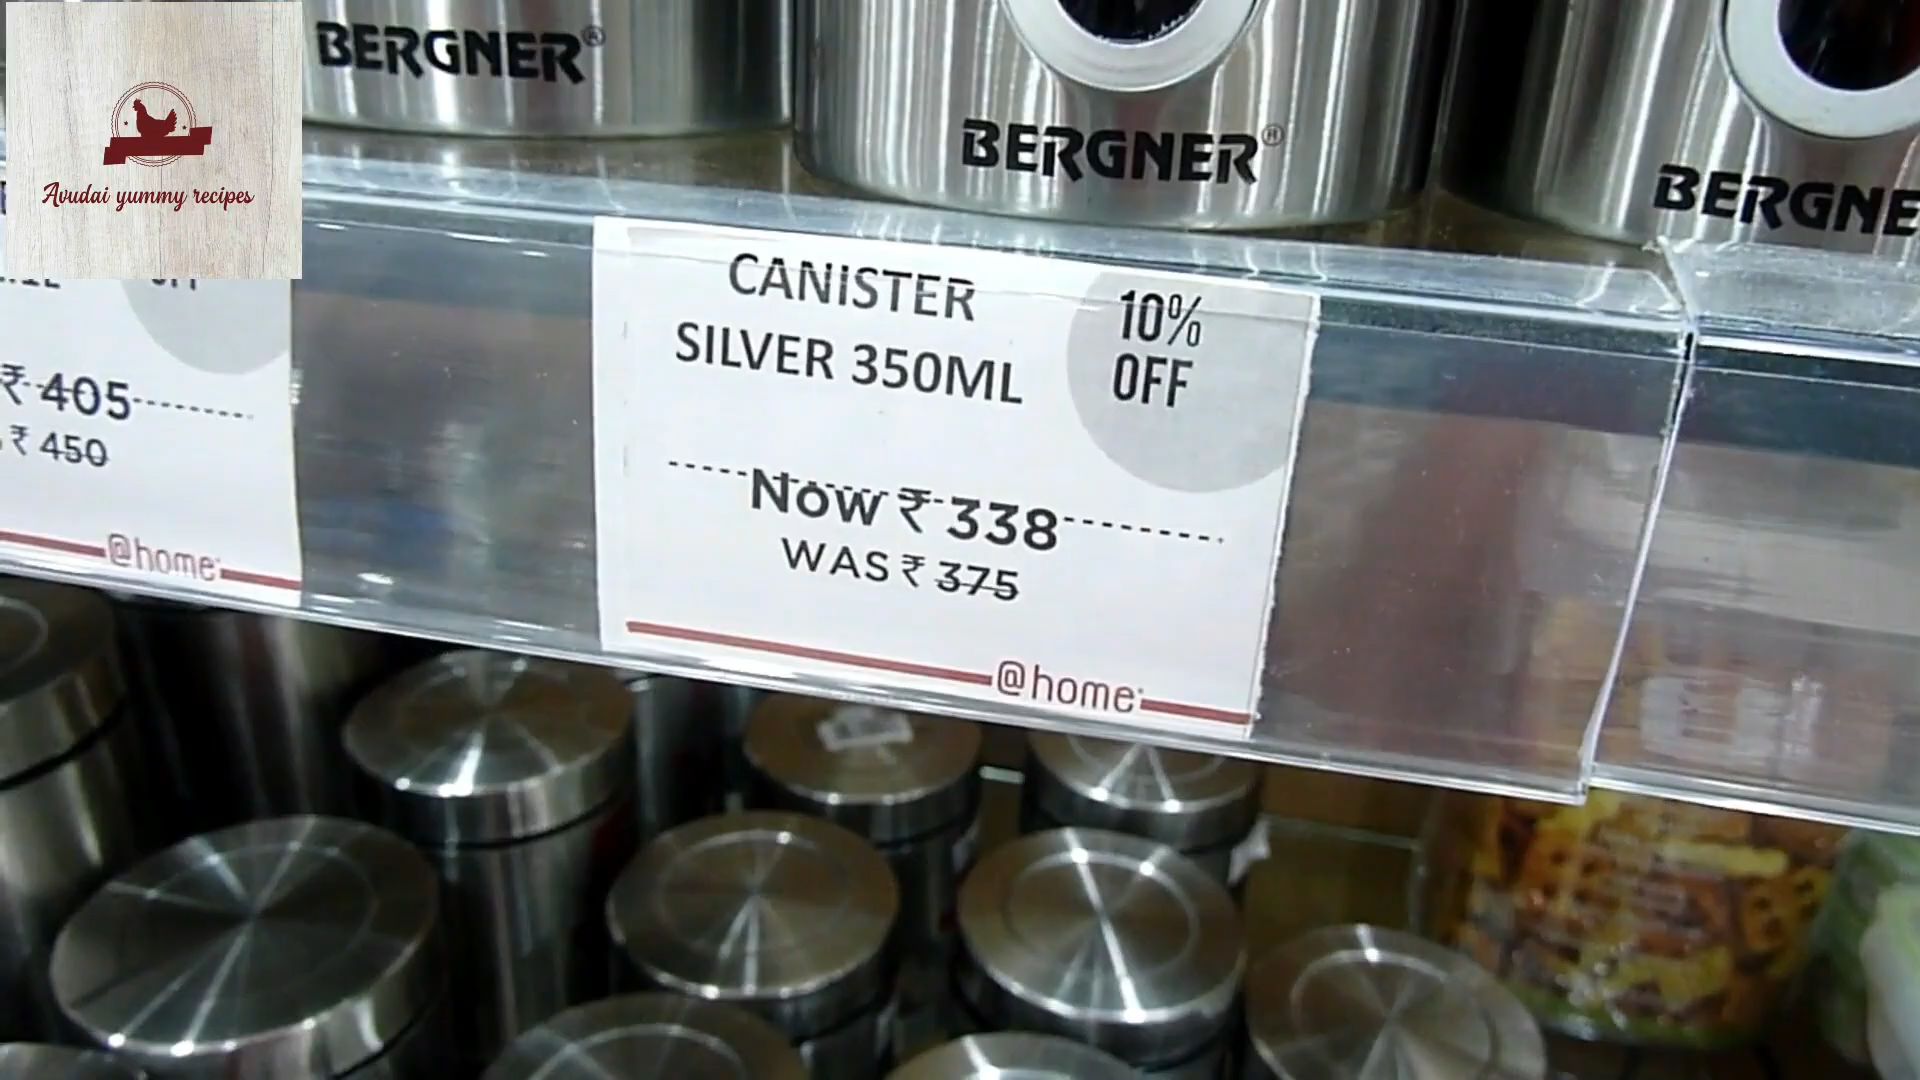 BERGNER®
BERGNER®
BERGNE
Avudai yummy recipes
OFF
₹ 405
₹ 450
@home
CANISTER
SILVER 350ML
10%
OFF
Now ₹ 338
WAS ₹ 375
@home